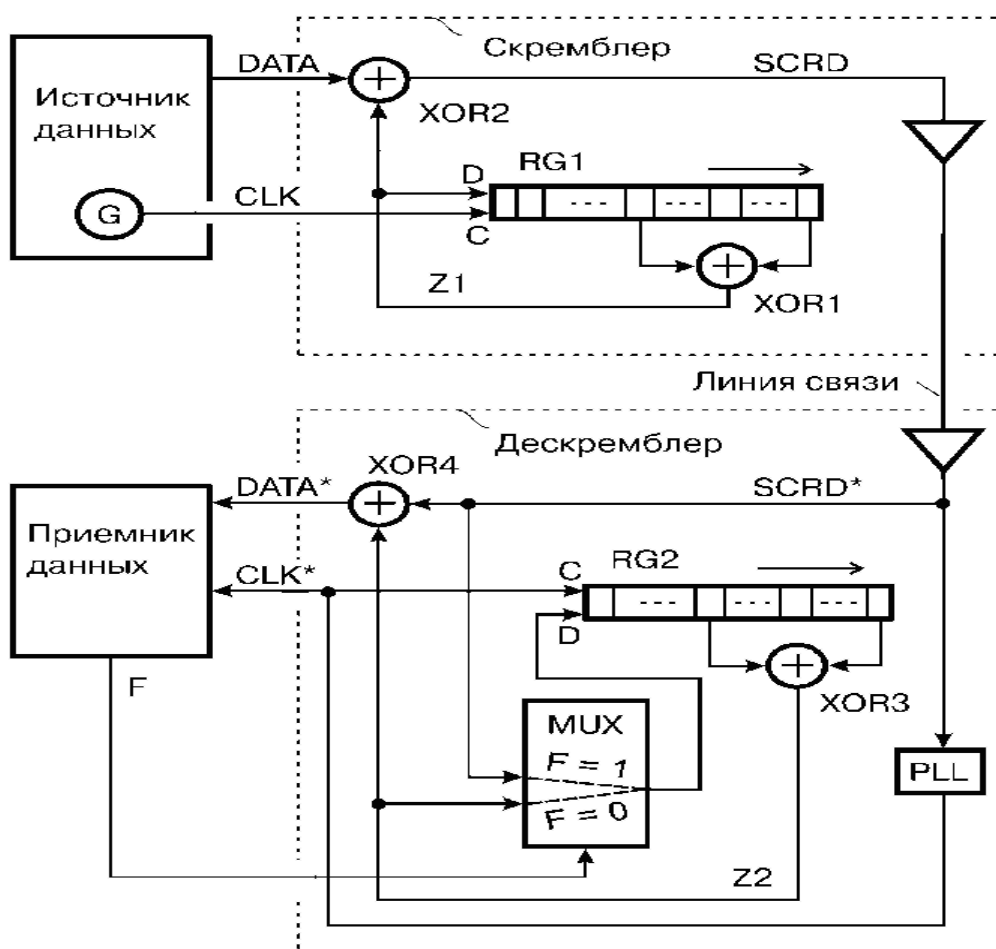 Скремблер
DATA
SCRD
Источник
данных
XOR2
RG1
D
G
CLK
C
Z1
XOR1
Линия связи
Дескремблер
XOR4
DATA*
SCRD*
Приемник
данных
CLK*
C
RG2
D
F
XOR3
MUX
F = 1
F = 0
PLL
Z2